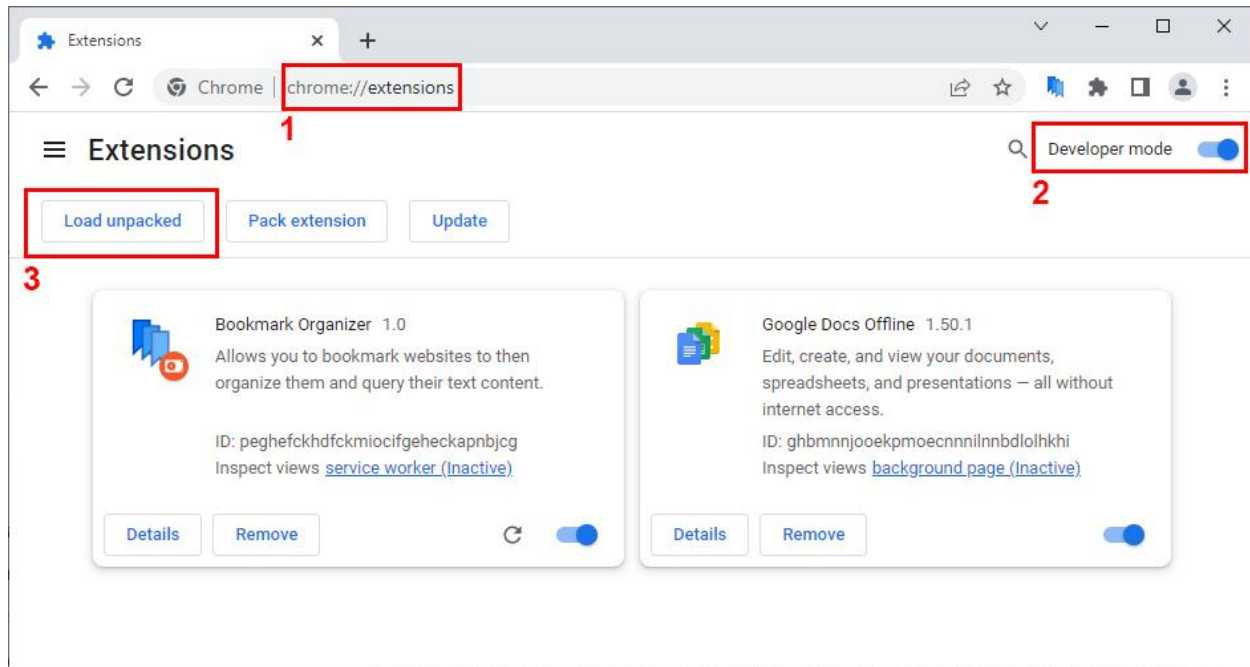 Extensions
Chrome
chrome://extensions
1
Extensions
Developer mode
2
Load unpacked
Pack extension
Update
3
Bookmark Organizer 1.0
Allows you to bookmark websites to then
organize them and query their text content.
ID: peghefckhdfckmiocifgeheckapnbjcg
Inspect views service worker (Inactive)
Details
Remove
Google Docs Offline 1.50.1
Edit, create, and view your documents,
spreadsheets, and presentations — all without
internet access.
ID: ghbmnnjooekpmoecnnnilnnbdlolhkhi
Inspect views background page (Inactive)
Details
Remove